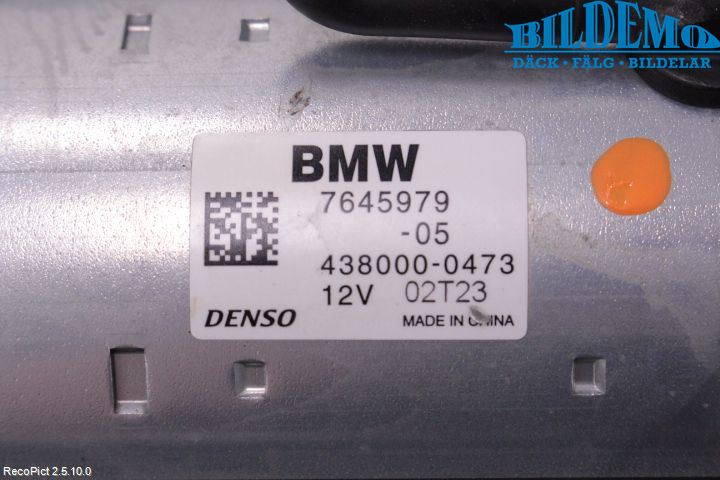 BILDEMO
DÄCK • FÄLG • BILDELAR
BMW
7645979
-05
438000-0473
12V 02T23
DENSO MADE IN CHINA
RecoPict 2.5.10.0